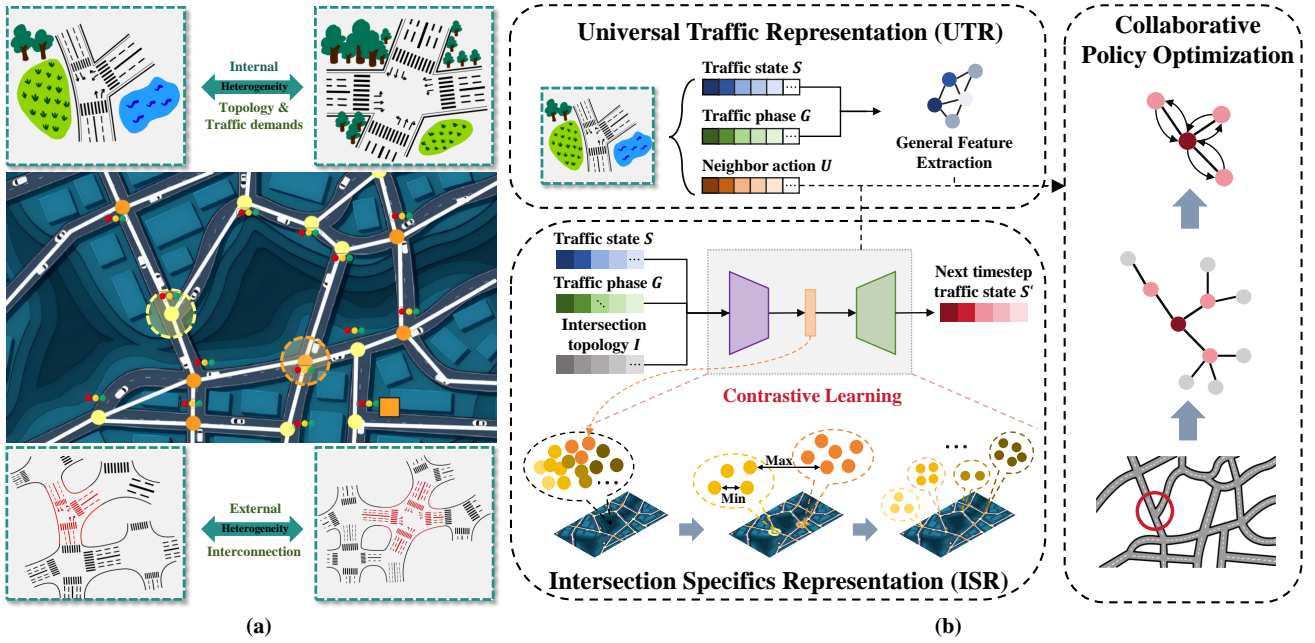 Internal
Heterogeneity
Topology &
Traffic demands
External
Heterogeneity
Interconnection
(a)
Universal Traffic Representation (UTR)
Traffic state S
...
Traffic phase G
...
Neighbor action U
...
General Feature
Extraction
Traffic state S
...
Traffic phase G
...
Intersection
topology I
...
Next timestep
traffic state S'
Contrastive Learning
Max
Min
...
...
Intersection Specifics Representation (ISR)
Collaborative
Policy Optimization
(b)